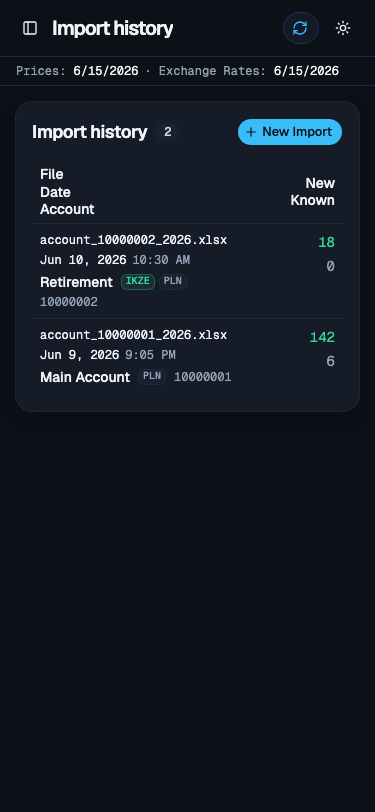 Import history
Prices: 6/15/2026 · Exchange Rates: 6/15/2026
Import history 2
+ New Import
File
Date
Account
New
Known
account_10000002_2026.xlsx
18
Jun 10, 2026 10:30 AM
0
Retirement IKZE PLN
10000002
account_10000001_2026.xlsx
142
Jun 9, 2026 9:05 PM
6
Main Account PLN 10000001